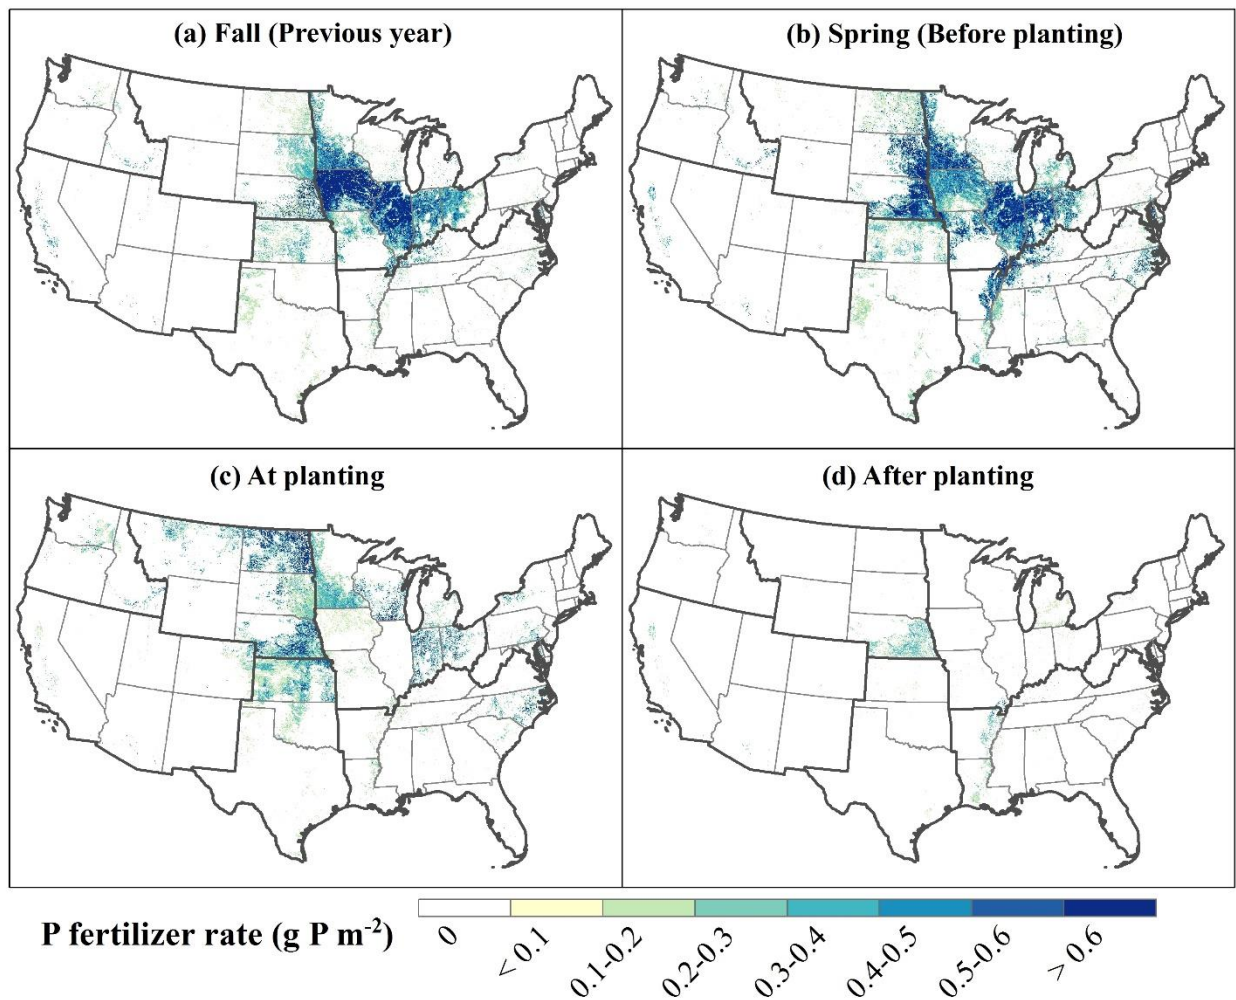 (a) Fall (Previous year)
(b) Spring (Before planting)
(c) At planting
(d) After planting
P fertilizer rate (g P m⁻²)
0
< 0.1
0.1-0.2
0.2-0.3
0.3-0.4
0.4-0.5
0.5-0.6
> 0.6